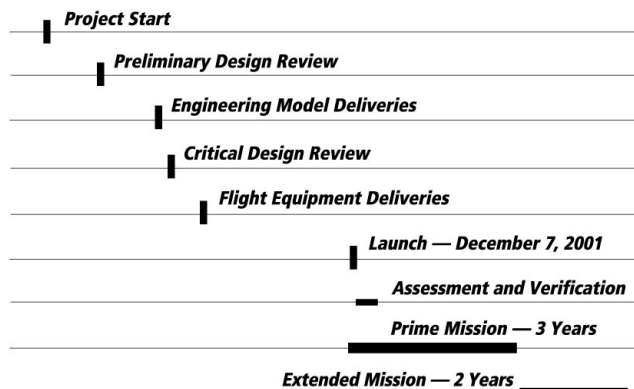 Project Start
Preliminary Design Review
Engineering Model Deliveries
Critical Design Review
Flight Equipment Deliveries
Launch — December 7, 2001
Assessment and Verification
Prime Mission — 3 Years
Extended Mission — 2 Years